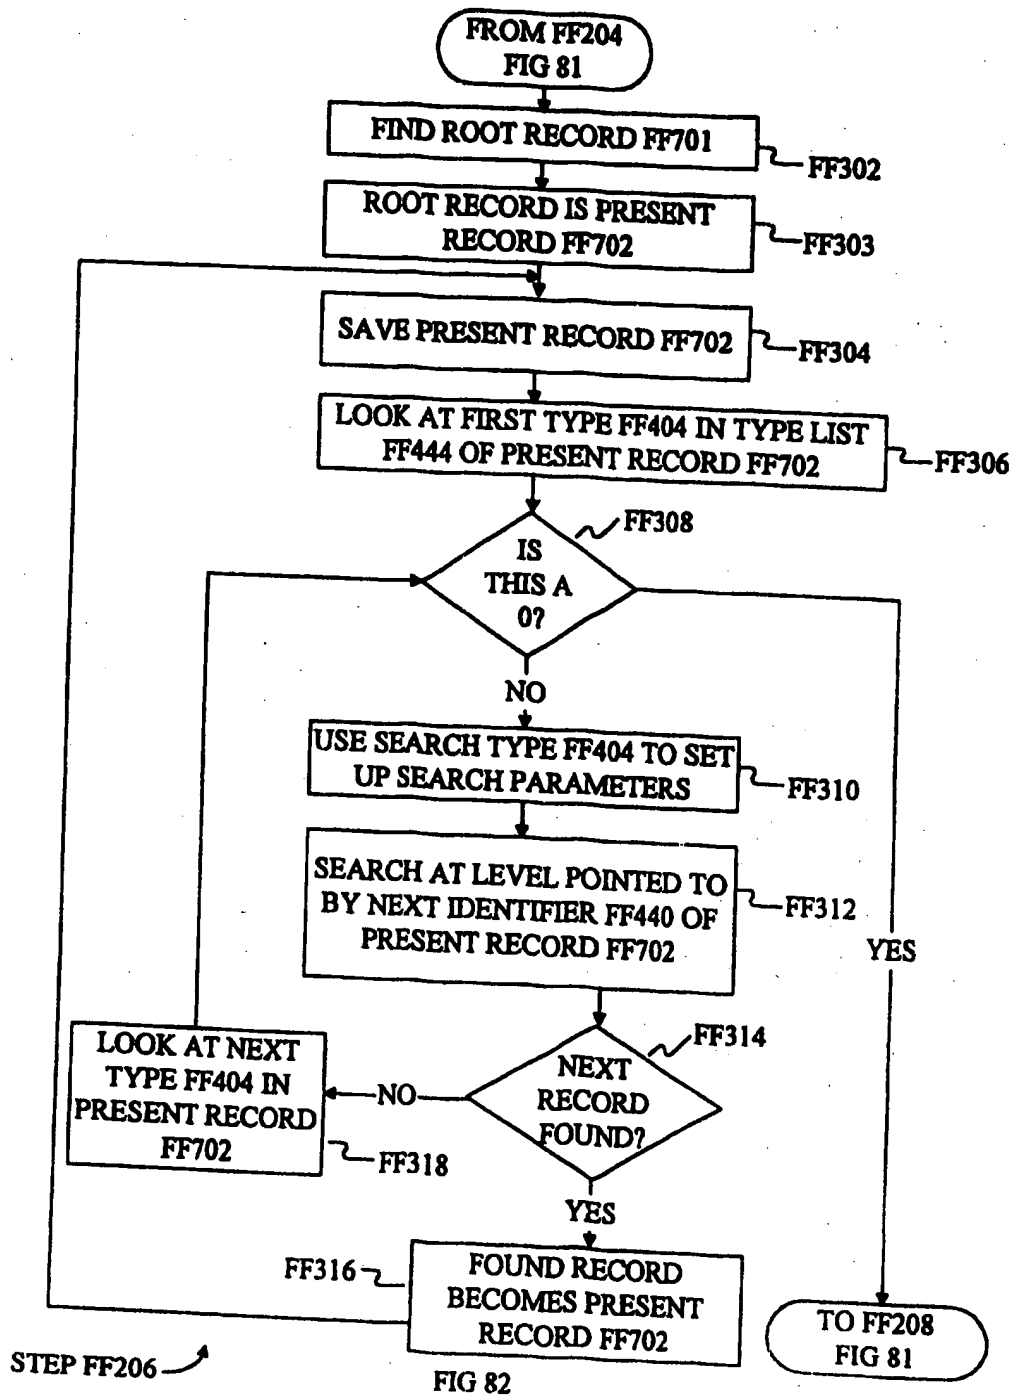 FROM FF204
FIG 81
FIND ROOT RECORD FF701
FF302
ROOT RECORD IS PRESENT
RECORD FF702
FF303
SAVE PRESENT RECORD FF702
FF304
LOOK AT FIRST TYPE FF404 IN TYPE LIST
FF444 OF PRESENT RECORD FF702
FF306
FF308
IS
THIS A
0?
NO
USE SEARCH TYPE FF404 TO SET
UP SEARCH PARAMETERS
FF310
SEARCH AT LEVEL POINTED TO
BY NEXT IDENTIFIER FF440 OF
PRESENT RECORD FF702
FF312
YES
FF314
NEXT
RECORD
FOUND?
NO
LOOK AT NEXT
TYPE FF404 IN
PRESENT RECORD
FF702
FF318
YES
FF316
FOUND RECORD
BECOMES PRESENT
RECORD FF702
TO FF208
FIG 81
STEP FF206
FIG 82